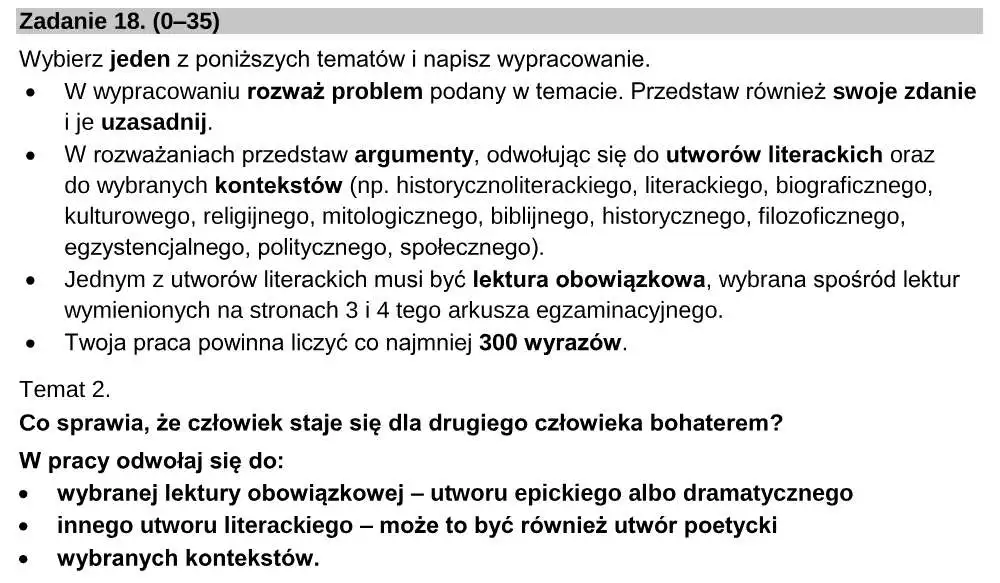 Zadanie 18. (0–35)
Wybierz jeden z poniższych tematów i napisz wypracowanie.
• W wypracowaniu rozważ problem podany w temacie. Przedstaw również swoje zdanie
i je uzasadnij.
• W rozważaniach przedstaw argumenty, odwołując się do utworów literackich oraz
do wybranych kontekstów (np. historycznoliterackiego, literackiego, biograficznego,
kulturowego, religijnego, mitologicznego, biblijnego, historycznego, filozoficznego,
egzystencjalnego, politycznego, społecznego).
• Jednym z utworów literackich musi być lektura obowiązkowa, wybrana spośród lektur
wymienionych na stronach 3 i 4 tego arkusza egzaminacyjnego.
• Twoja praca powinna liczyć co najmniej 300 wyrazów.
Temat 2.
Co sprawia, że człowiek staje się dla drugiego człowieka bohaterem?
W pracy odwołaj się do:
• wybranej lektury obowiązkowej – utworu epickiego albo dramatycznego
• innego utworu literackiego – może to być również utwór poetycki
• wybranych kontekstów.